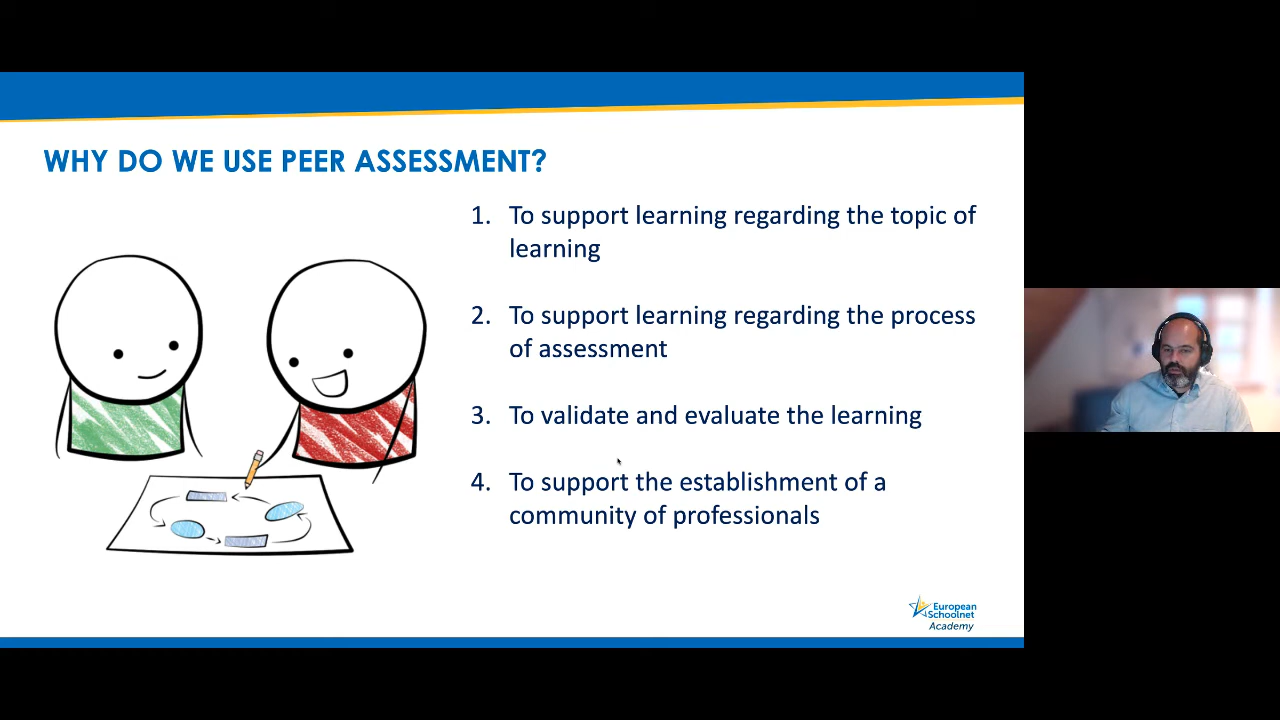 WHY DO WE USE PEER ASSESSMENT?
1. To support learning regarding the topic of
learning
2. To support learning regarding the process
of assessment
3. To validate and evaluate the learning
4. To support the establishment of a
community of professionals
European
Schoolnet
Academy